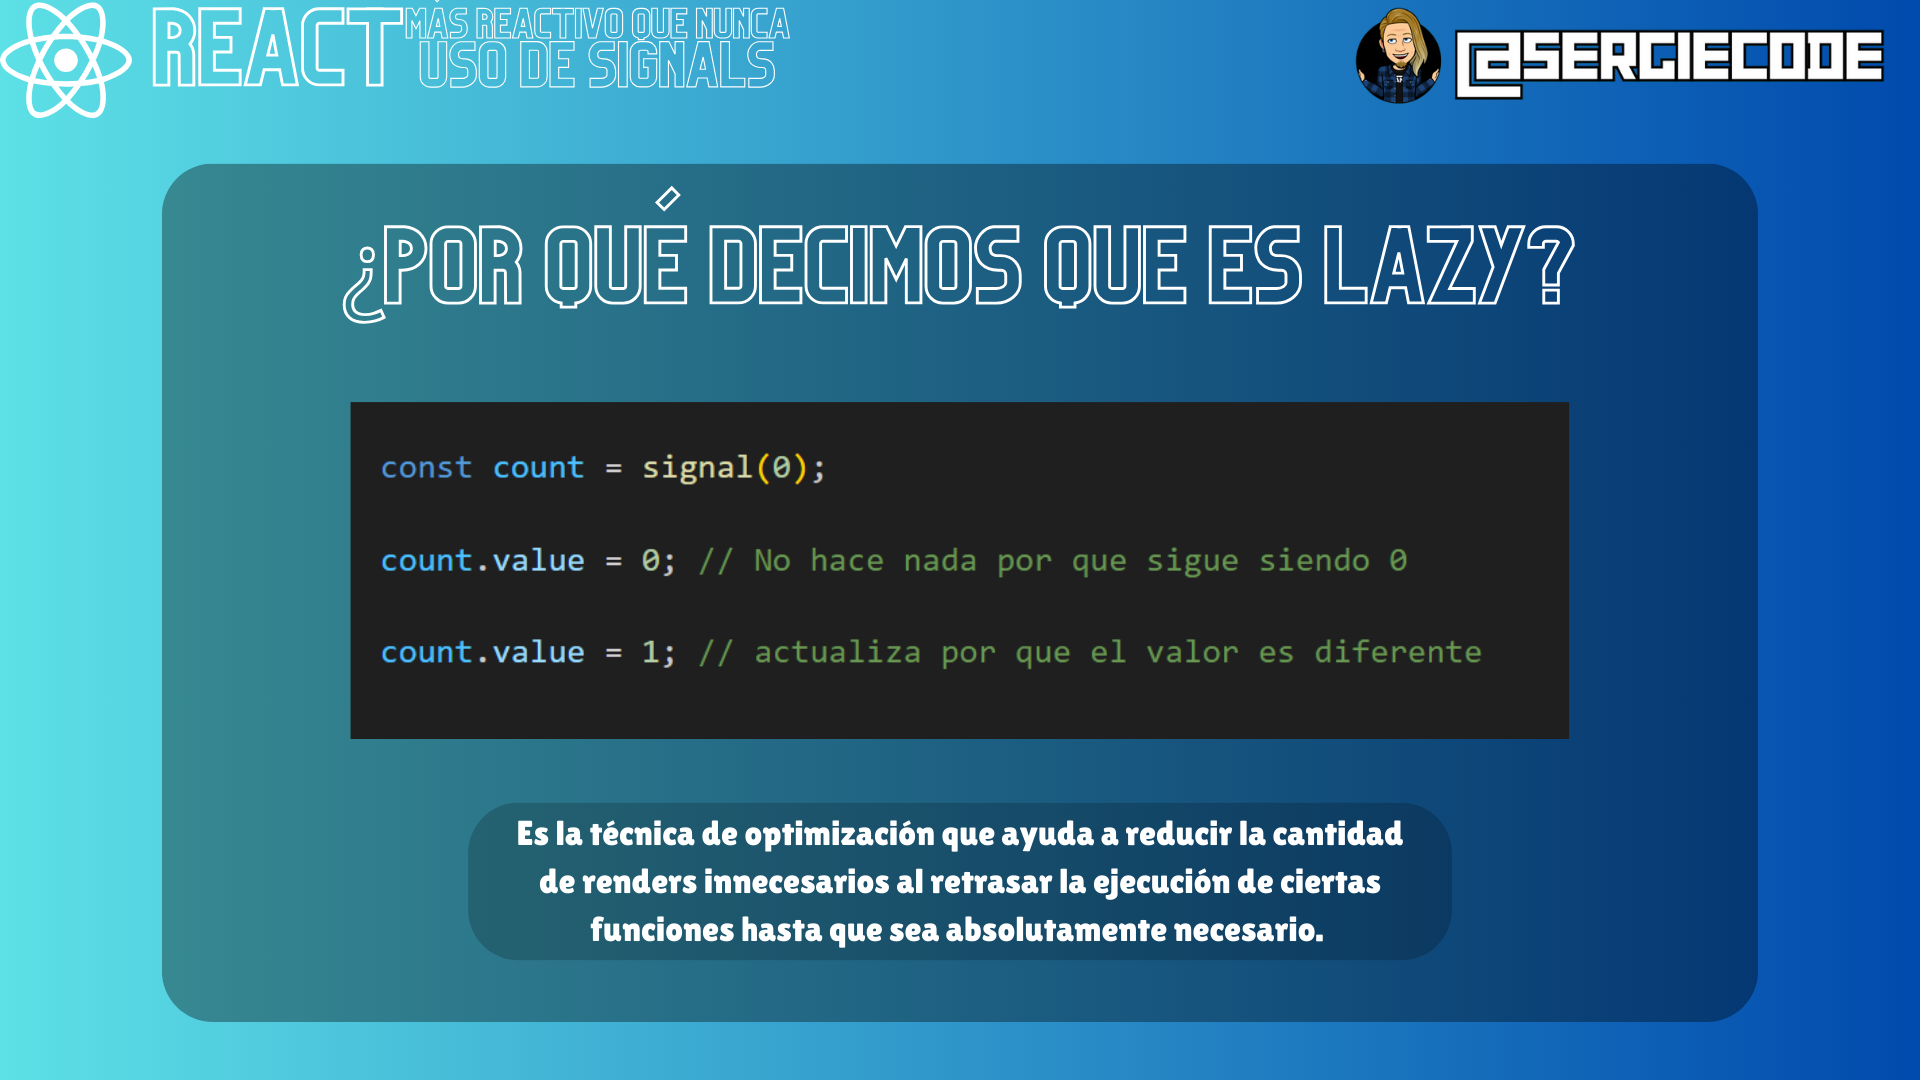 REACT
MÁS REACTIVO QUE NUNCA
USO DE SIGNALS
@SERGIECODE
¿POR QUÉ DECIMOS QUE ES LAZY?
const count = signal(0);
count.value = 0; // No hace nada por que sigue siendo 0
count.value = 1; // actualiza por que el valor es diferente
Es la técnica de optimización que ayuda a reducir la cantidad
de renders innecesarios al retrasar la ejecución de ciertas
funciones hasta que sea absolutamente necesario.